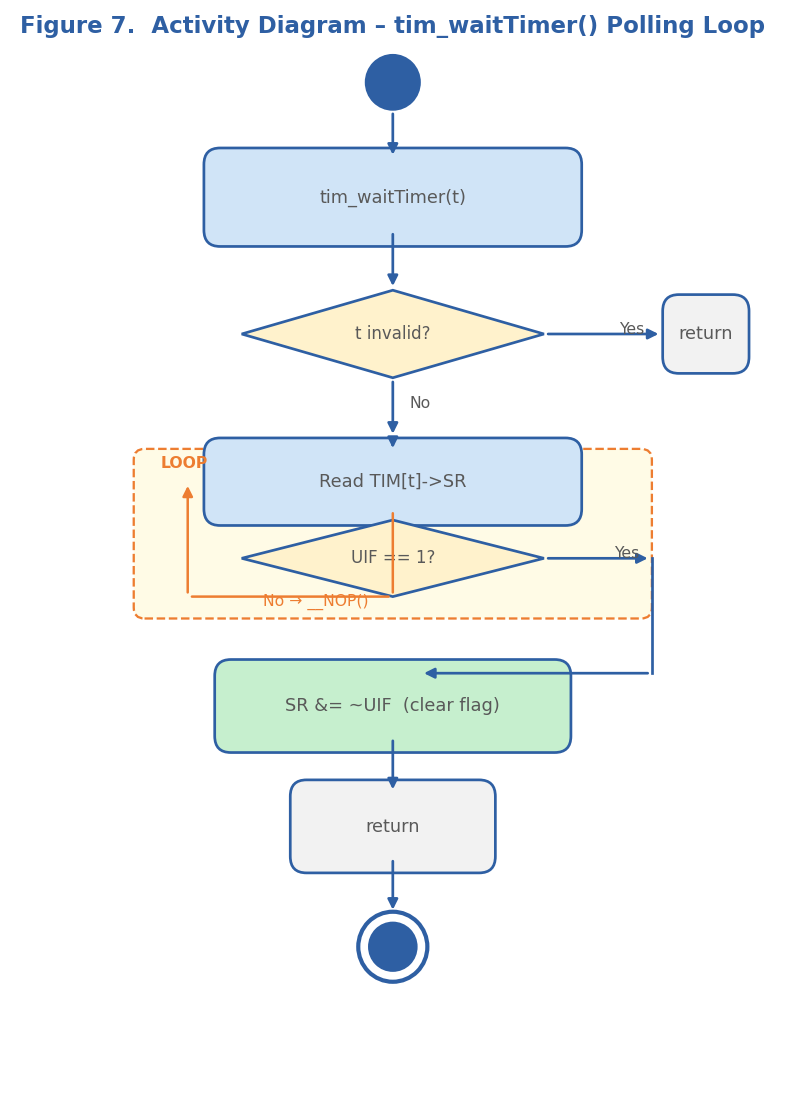 Figure 7.  Activity Diagram – tim_waitTimer() Polling Loop
tim_waitTimer(t)
t invalid?
Yes
return
No
LOOP
Read TIM[t]->SR
UIF == 1?
Yes
No → __NOP()
SR &= ~UIF  (clear flag)
return